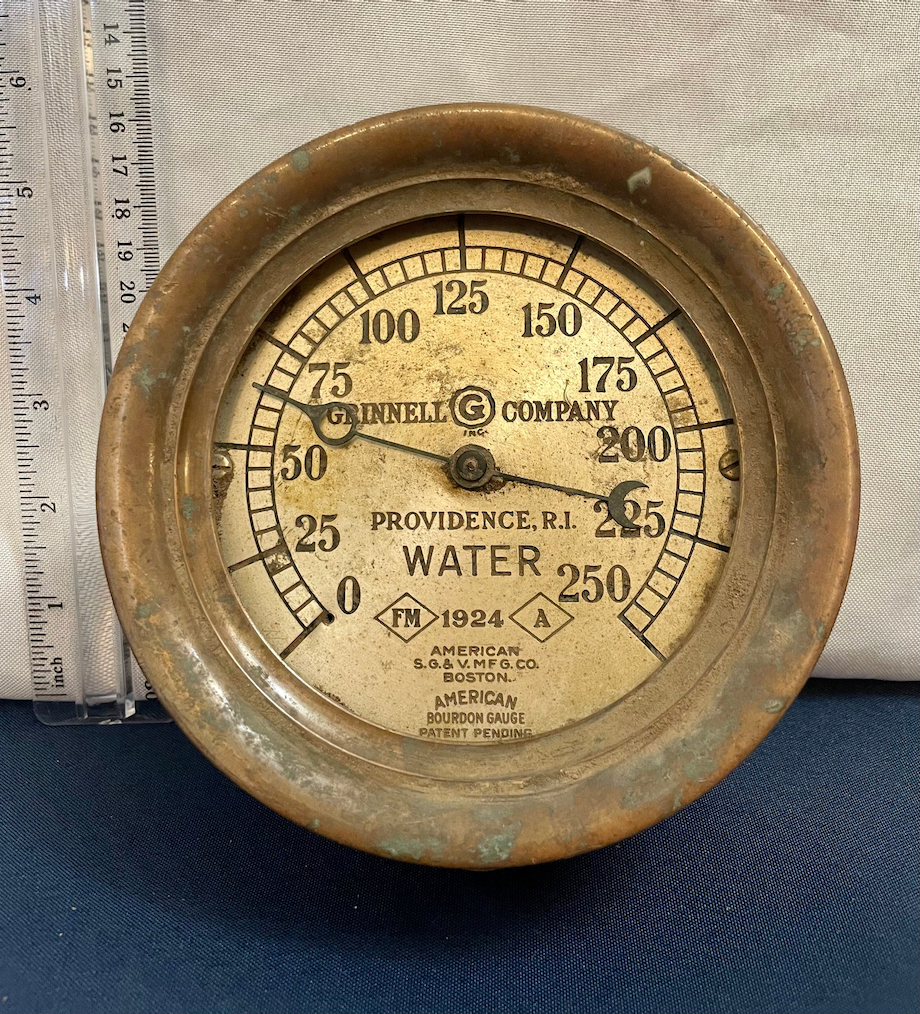 14
15
16
17
18
19
20
6
5
4
3
2
1
inch
125
100
150
75
175
G
GRINNELL COMPANY
INC.
200
50
225
25
PROVIDENCE, R.I.
WATER
250
0
FM 1924 A
AMERICAN
S.G.& V. MFG. CO.
BOSTON.
AMERICAN
BOURDON GAUGE
PATENT PENDING